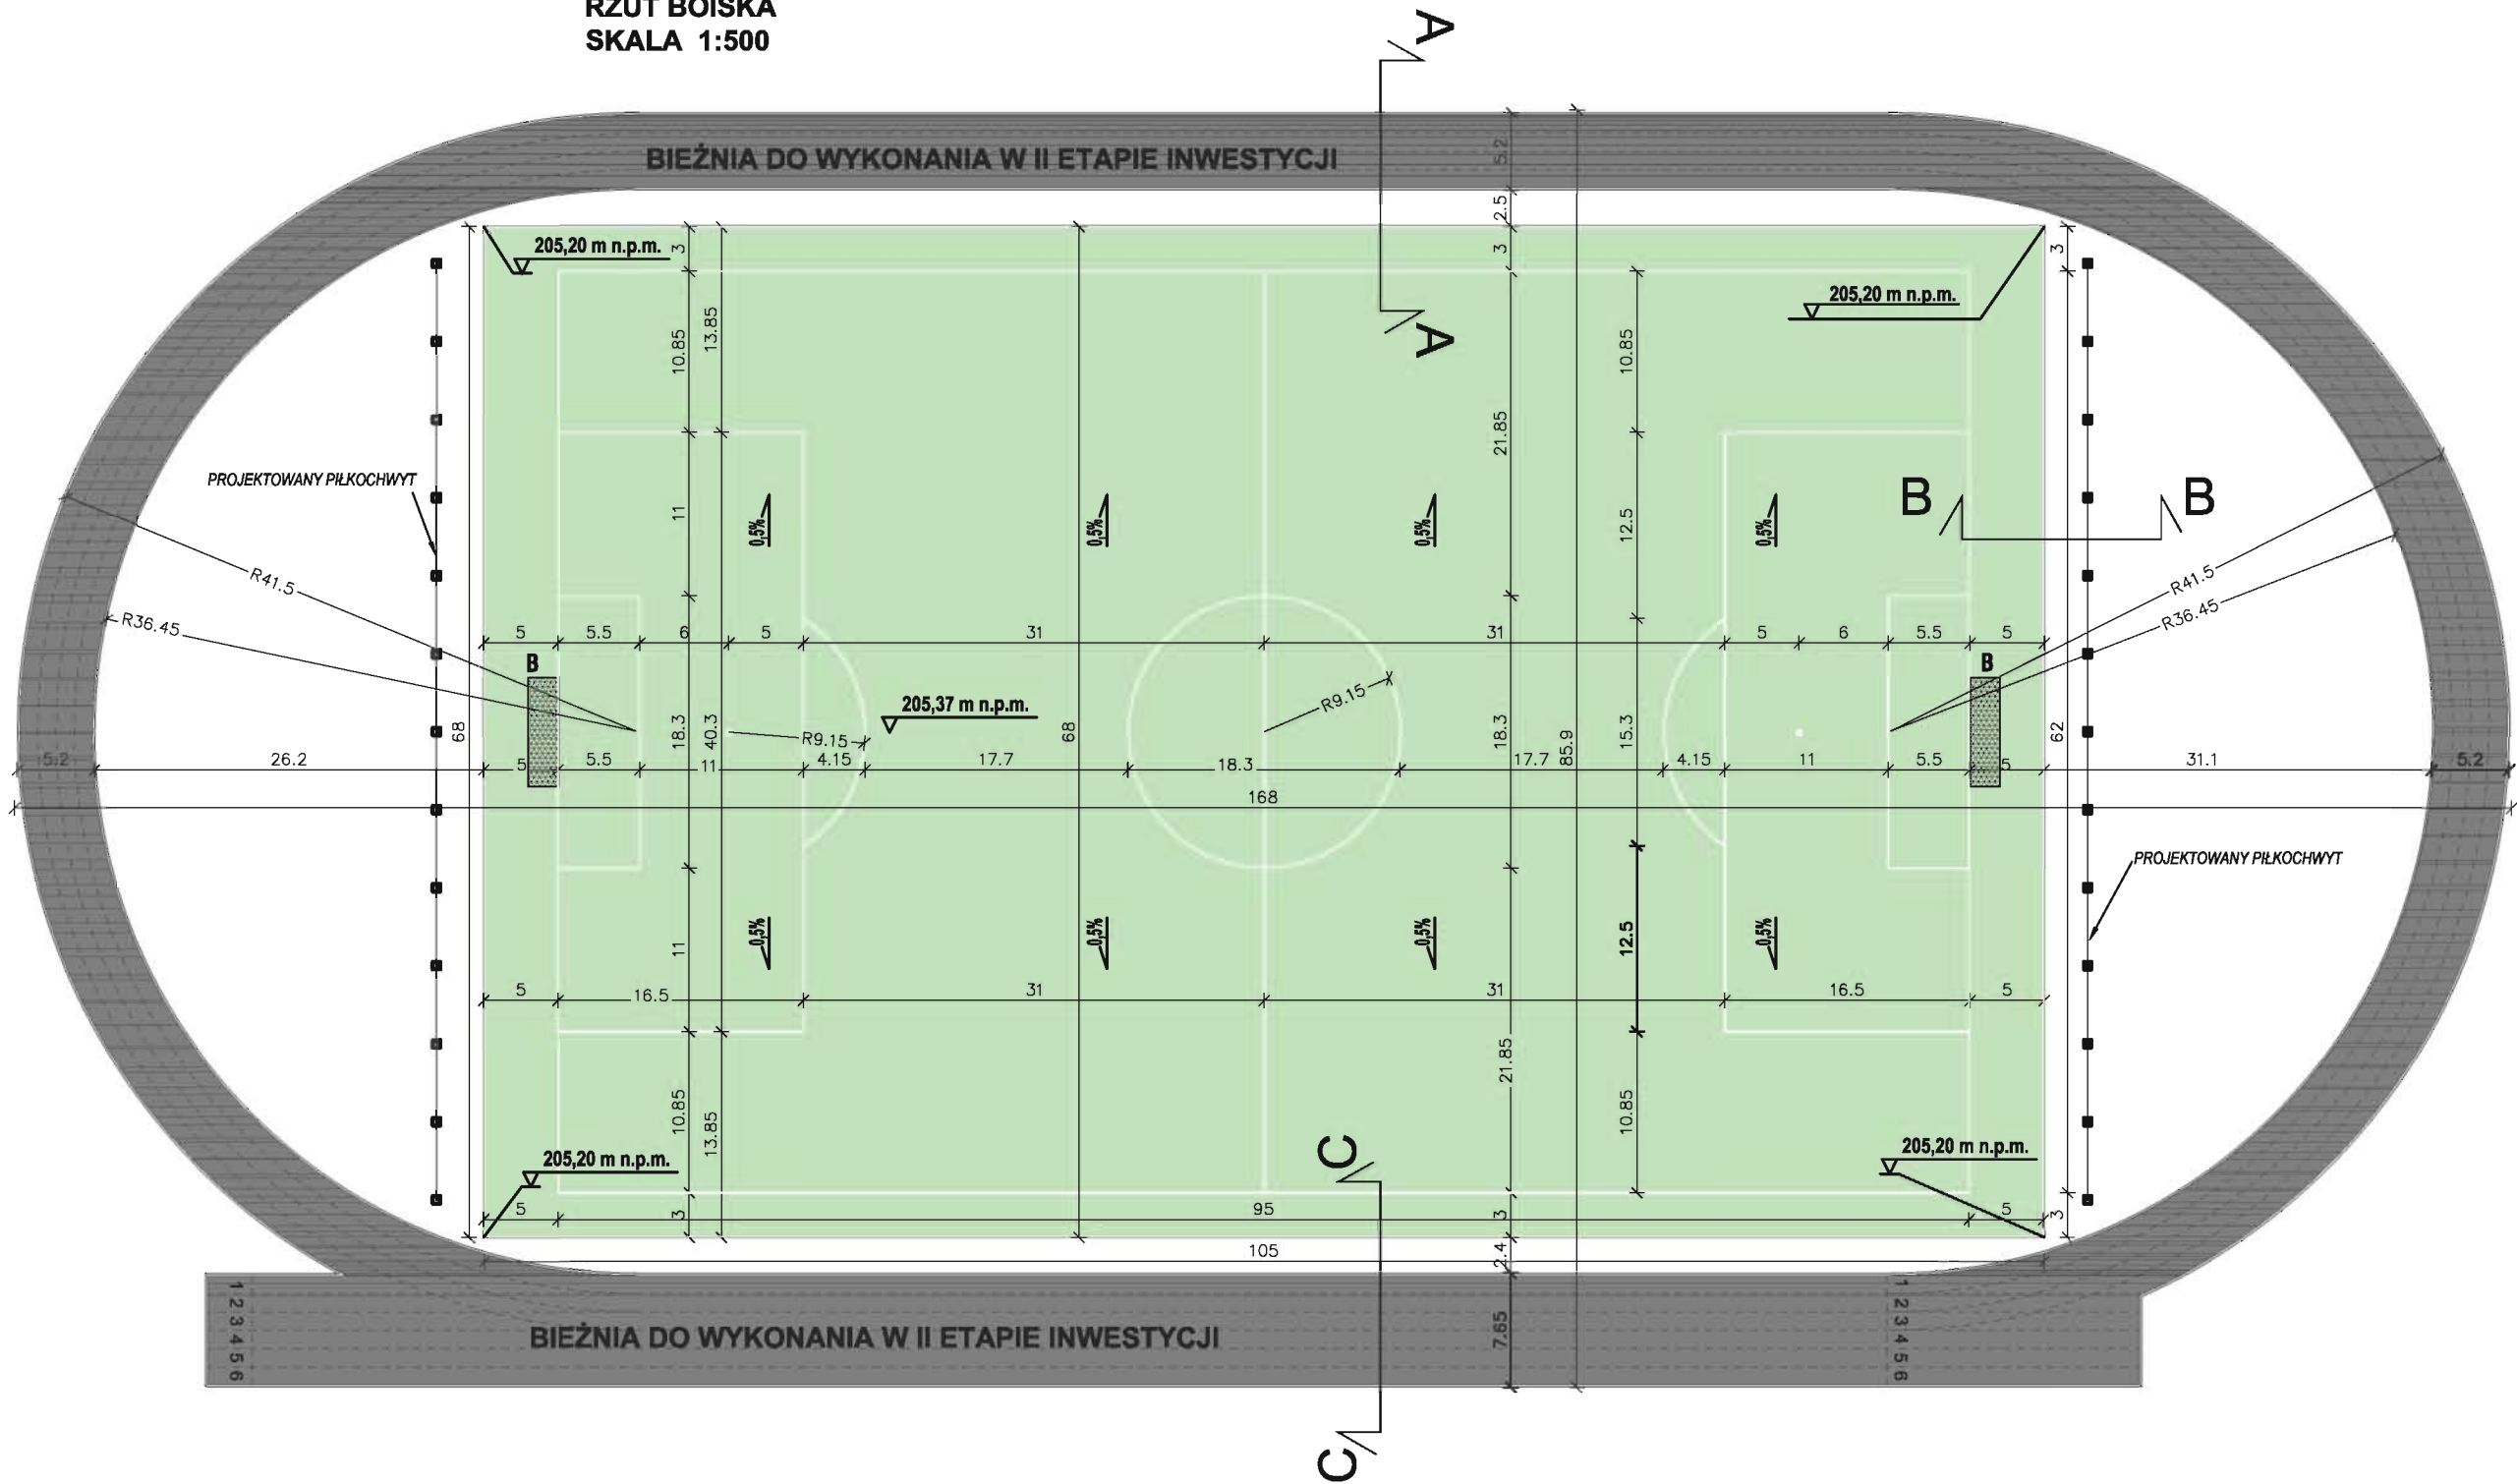 RZUT BOISKA
SKALA 1:500
A
BIEŻNIA DO WYKONANIA W II ETAPIE INWESTYCJI
5.2
2.5
205,20 m n.p.m.
3
3
3
205,20 m n.p.m.
10.85
13.85
A
10.85
21.85
PROJEKTOWANY PIŁKOCHWYT
B
B
11
0,5%
0,5%
0,5%
12.5
0,5%
R41.5
R41.5
R36.45
R36.45
5
5.5
6
5
31
31
5
6
5.5
5
B
B
205,37 m n.p.m.
R9.15
68
18.3
40.3
R9.15
68
18.3
85.9
15.3
62
5.2
26.2
5
5.5
11
4.15
17.7
18.3
17.7
4.15
11
5.5
5
31.1
5.2
168
PROJEKTOWANY PIŁKOCHWYT
11
0,5%
0,5%
0,5%
12.5
0,5%
5
16.5
31
31
16.5
5
21.85
10.85
13.85
10.85
C
205,20 m n.p.m.
205,20 m n.p.m.
5
3
95
3
5
3
105
2.4
1 2 3 4 5 6
BIEŻNIA DO WYKONANIA W II ETAPIE INWESTYCJI
7.65
1 2 3 4 5 6
C